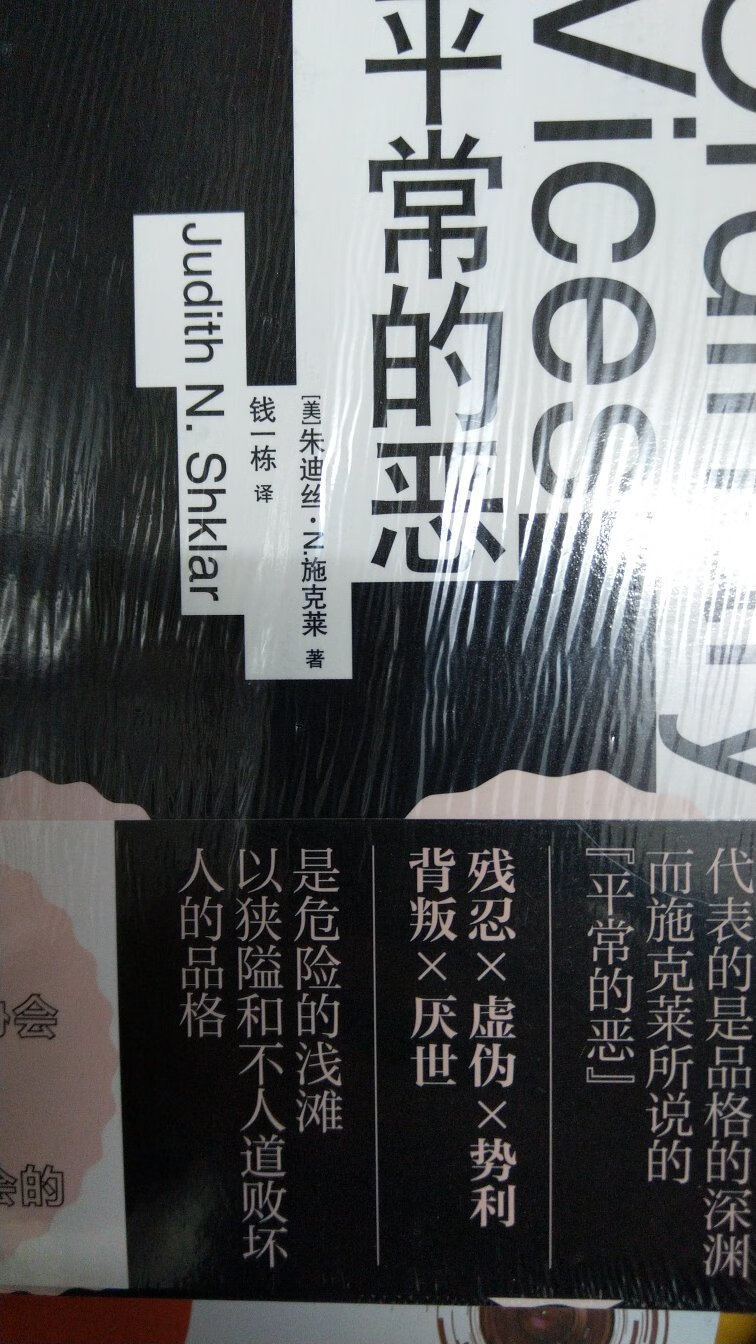 Ordinary
Vices
平常的恶
[美]朱迪丝·N.施克莱 著
钱一栋 译
Judith N. Shklar
代表的是品格的深渊
而施克莱所说的
『平常的恶』
残忍×虚伪×势利
背叛×厌世
是危险的浅滩
以狭隘和不人道败坏
人的品格
会
的